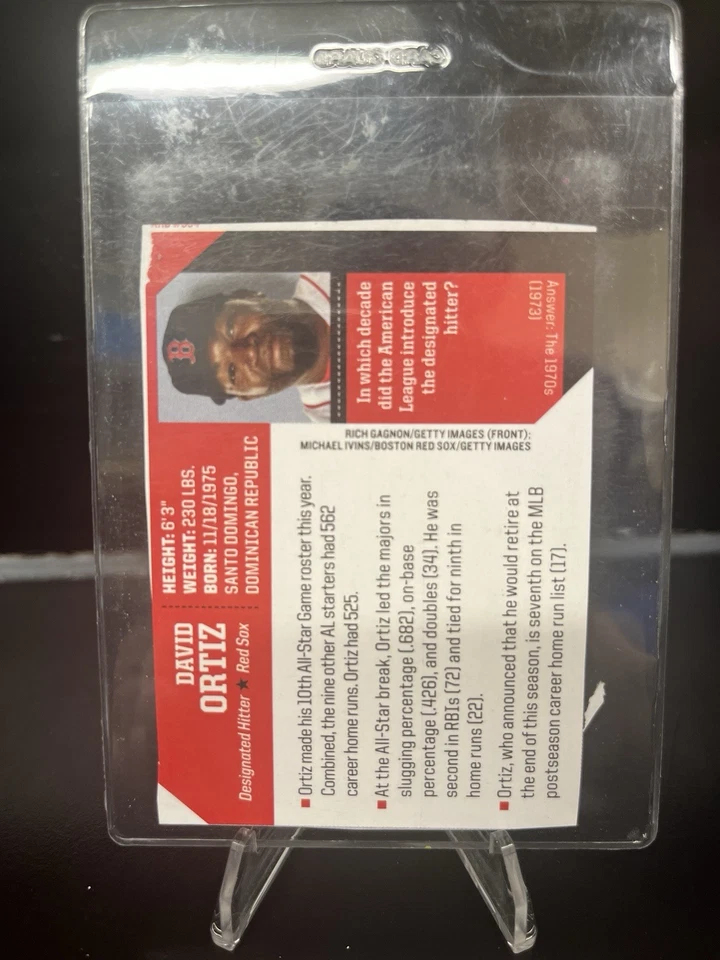 DAVID
ORTIZ
Designated Hitter ★ Red Sox
HEIGHT: 6'3"
WEIGHT: 230 LBS.
BORN: 11/18/1975
SANTO DOMINGO,
DOMINICAN REPUBLIC
B
■ Ortiz made his 10th All-Star Game roster this year.
Combined, the nine other AL starters had 562
career home runs. Ortiz had 525.
■ At the All-Star break, Ortiz led the majors in
slugging percentage (.682), on-base
percentage (.426), and doubles (34). He was
second in RBIs (72) and tied for ninth in
home runs (22).
■ Ortiz, who announced that he would retire at
the end of this season, is seventh on the MLB
postseason career home run list (17).
RICH GAGNON/GETTY IMAGES (FRONT);
MICHAEL IVINS/BOSTON RED SOX/GETTY IMAGES
In which decade
did the American
League introduce
the designated
hitter?
Answer: The 1970s
(1973)